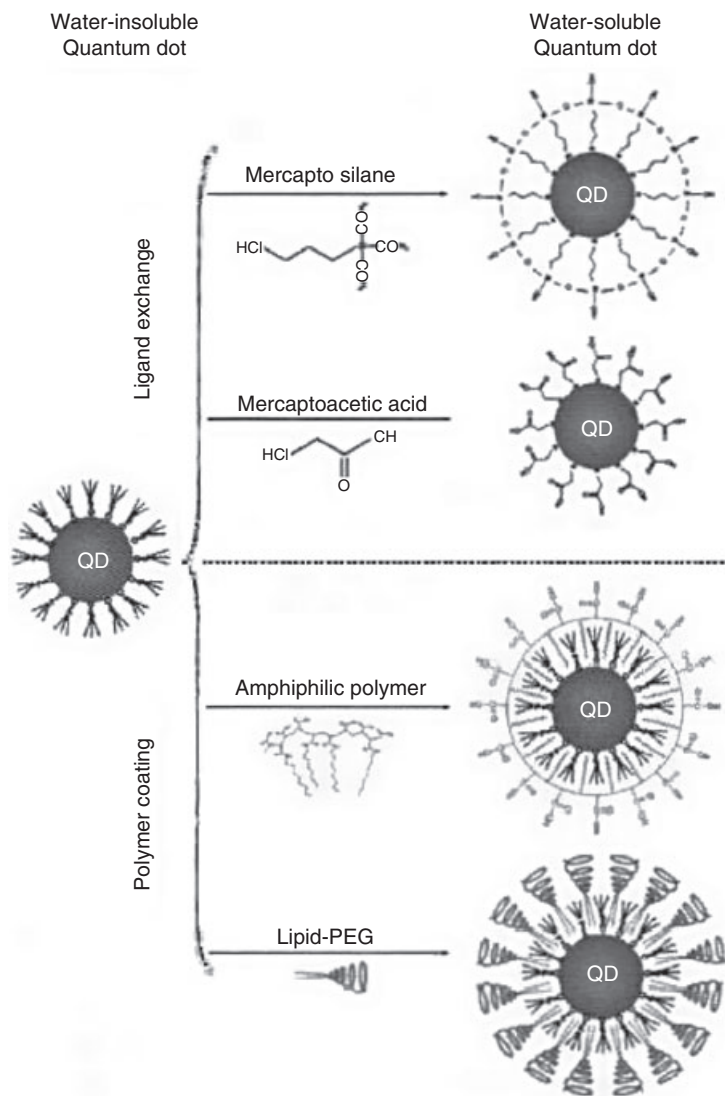 Water-insoluble
Quantum dot
Water-soluble
Quantum dot
Ligand exchange
Mercapto silane
HCl
CO
CO
CO
QD
Mercaptoacetic acid
HCl
CH
O
QD
QD
Polymer coating
Amphiphilic polymer
QD
Lipid-PEG
QD